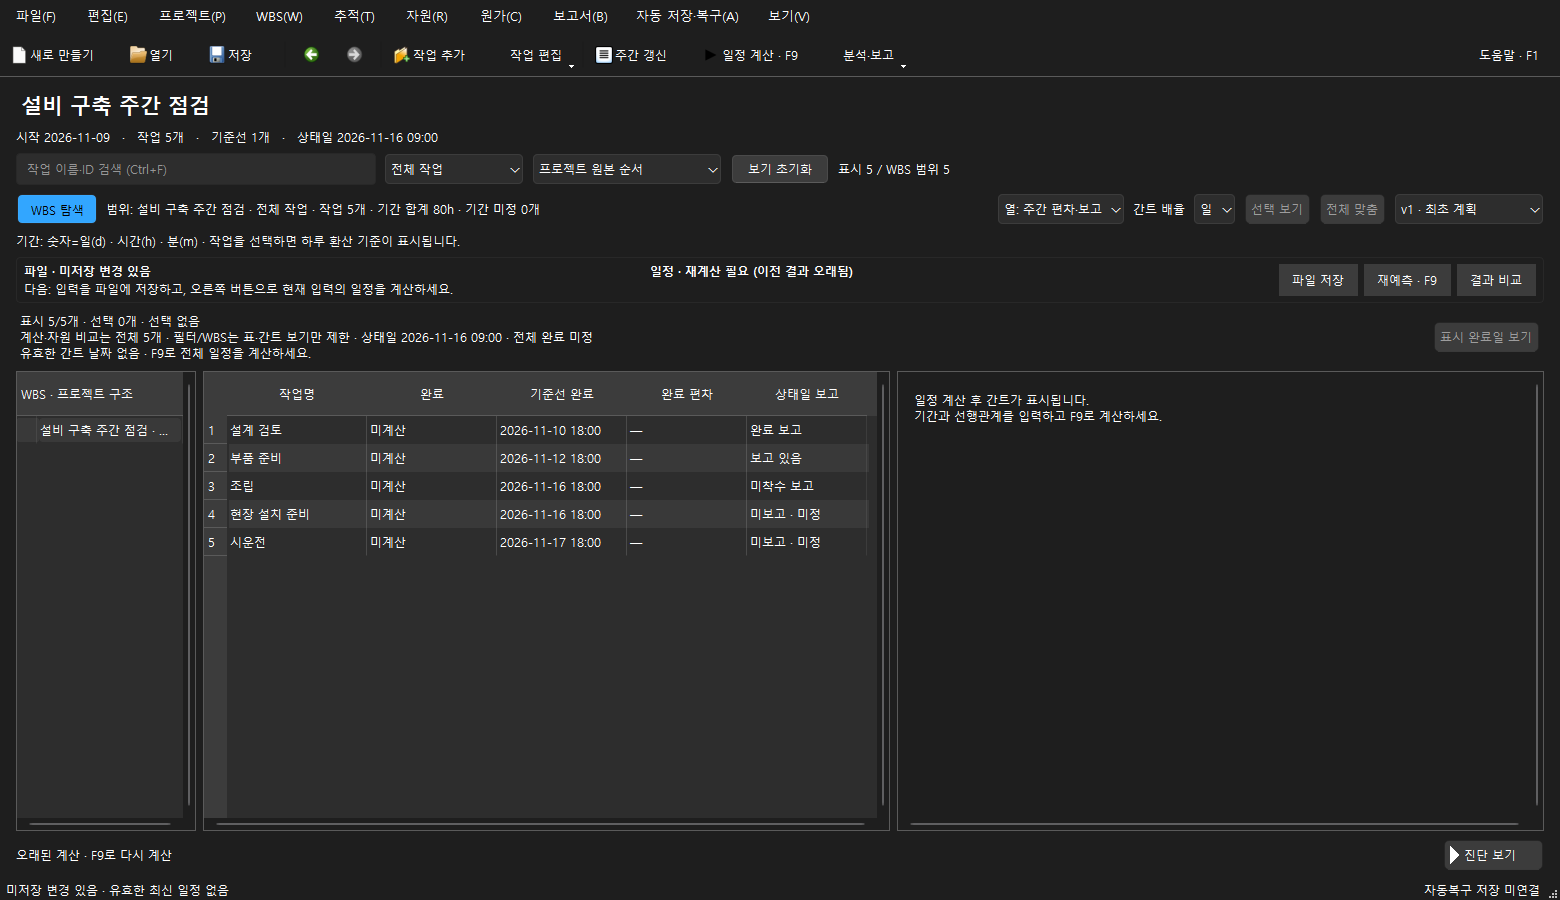 파일(F) 편집(E) 프로젝트(P) WBS(W) 추적(T) 자원(R) 원가(C) 보고서(B) 자동 저장·복구(A) 보기(V)
새로 만들기 열기 저장 작업 추가 작업 편집 주간 갱신 일정 계산 · F9 분석·보고 도움말 · F1
설비 구축 주간 점검
시작 2026-11-09 · 작업 5개 · 기준선 1개 · 상태일 2026-11-16 09:00
작업 이름·ID 검색 (Ctrl+F) 전체 작업 프로젝트 원본 순서 보기 초기화 표시 5 / WBS 범위 5
WBS 탐색 범위: 설비 구축 주간 점검 · 전체 작업 · 작업 5개 · 기간 합계 80h · 기간 미정 0개 열: 주간 편차·보고 간트 배율 일 선택 보기 전체 맞춤 v1 · 최초 계획
기간: 숫자=일(d) · 시간(h) · 분(m) · 작업을 선택하면 하루 환산 기준이 표시됩니다.
파일 · 미저장 변경 있음 일정 · 재계산 필요 (이전 결과 오래됨)
다음: 입력을 파일에 저장하고, 오른쪽 버튼으로 현재 입력의 일정을 계산하세요. 파일 저장 재예측 · F9 결과 비교
표시 5/5개 · 선택 0개 · 선택 없음
계산·자원 비교는 전체 5개 · 필터/WBS는 표·간트 보기만 제한 · 상태일 2026-11-16 09:00 · 전체 완료 미정 표시 완료일 보기
유효한 간트 날짜 없음 · F9로 전체 일정을 계산하세요.
WBS · 프로젝트 구조
설비 구축 주간 점검 · ...
작업명 완료 기준선 완료 완료 편차 상태일 보고
1 설계 검토 미계산 2026-11-10 18:00 — 완료 보고
2 부품 준비 미계산 2026-11-12 18:00 — 보고 있음
3 조립 미계산 2026-11-16 18:00 — 미착수 보고
4 현장 설치 준비 미계산 2026-11-16 18:00 — 미보고 · 미정
5 시운전 미계산 2026-11-17 18:00 — 미보고 · 미정
일정 계산 후 간트가 표시됩니다.
기간과 선행관계를 입력하고 F9로 계산하세요.
오래된 계산 · F9로 다시 계산 진단 보기
미저장 변경 있음 · 유효한 최신 일정 없음 자동복구 저장 미연결